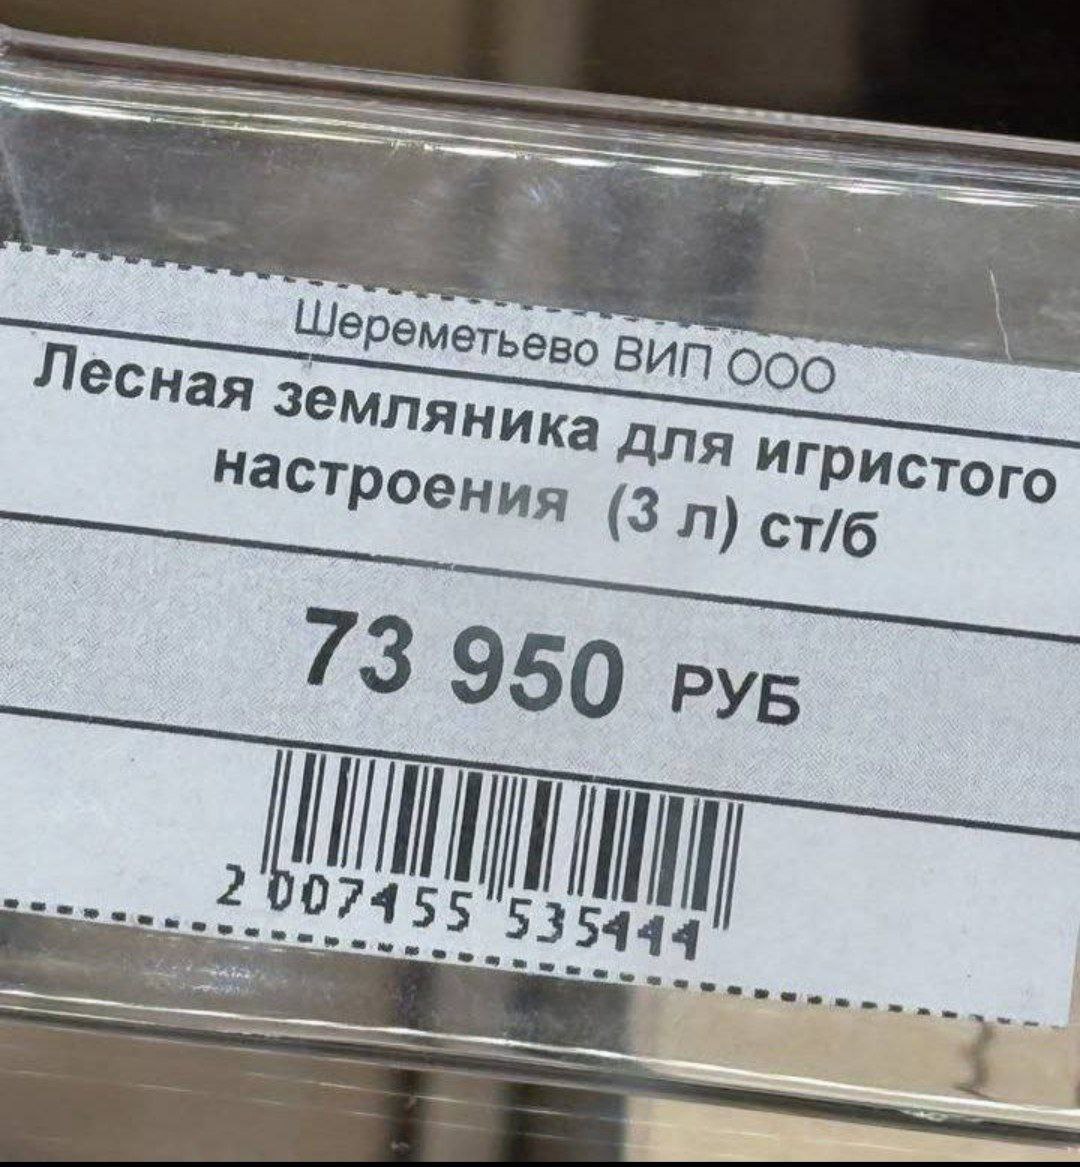 Шереметьево ВИП ООО
Лесная земляника для игристого
настроения (3 л) ст/б
73 950 РУБ
2 007455 535444